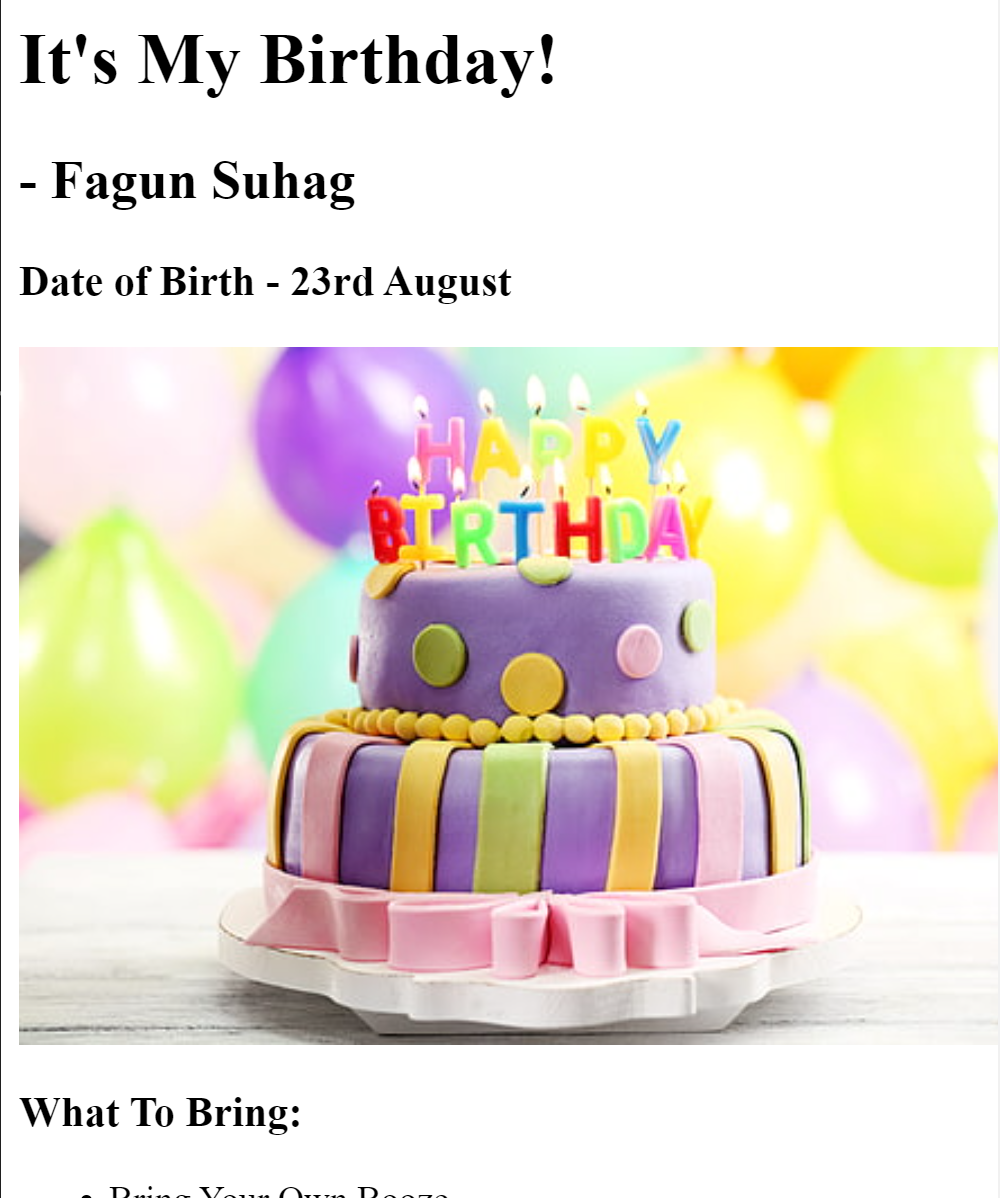 It's My Birthday!
- Fagun Suhag
Date of Birth - 23rd August
HAPPY
BIRTHDAY
What To Bring:
Bring Your Own Booze